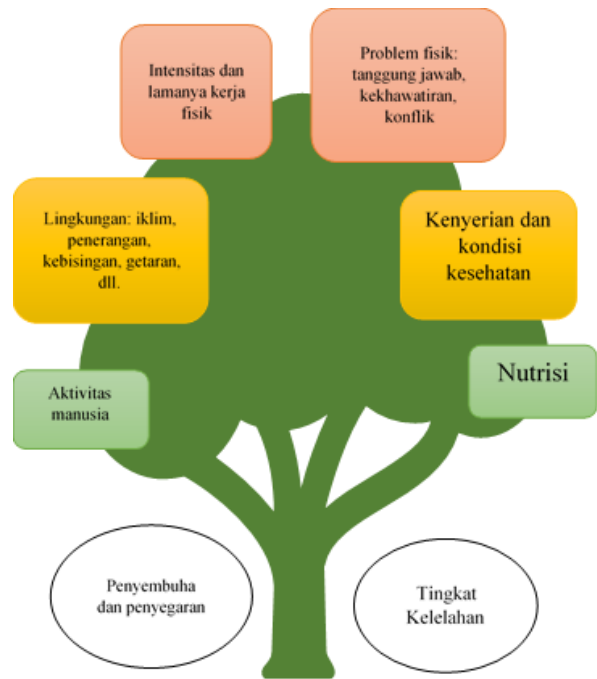 Intensitas dan
lamanya kerja
fisik
Problem fisik:
tanggung jawab,
kekhawatiran,
konflik
Lingkungan: iklim,
penerangan,
kebisingan, getaran,
dll.
Kenyerian dan
kondisi
kesehatan
Aktivitas
manusia
Nutrisi
Penyembuha
dan penyegaran
Tingkat
Kelelahan